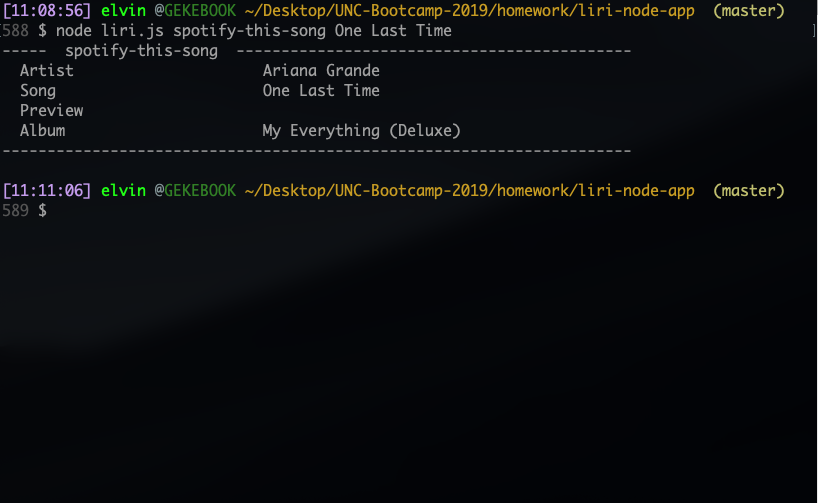 [11:08:56] elvin @GEKEBOOK ~/Desktop/UNC-Bootcamp-2019/homework/liri-node-app (master)
[588 $ node liri.js spotify-this-song One Last Time ]
----- spotify-this-song --------------------------------------------
Artist Ariana Grande
Song One Last Time
Preview
Album My Everything (Deluxe)
----------------------------------------------------------------------
[11:11:06] elvin @GEKEBOOK ~/Desktop/UNC-Bootcamp-2019/homework/liri-node-app (master)
589 $